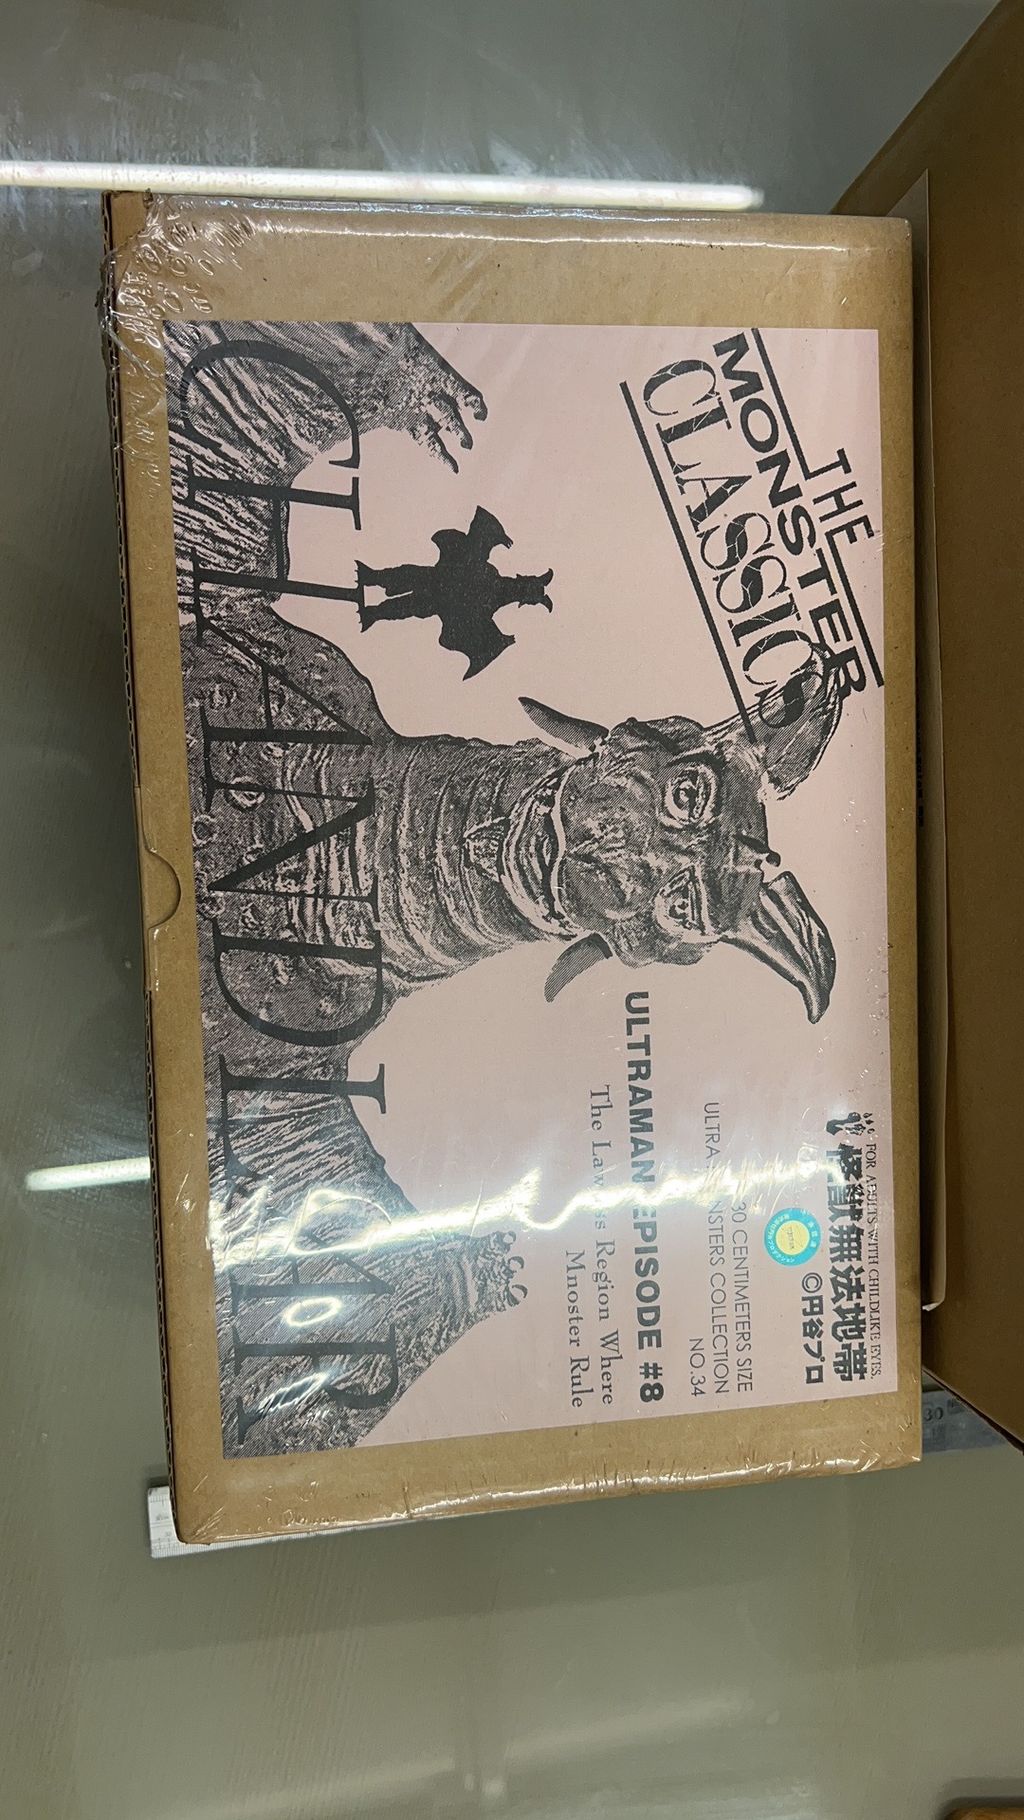 THE
MONSTER
CLASSICS
FOR ADULTS WITH CHILDLIKE EYES.
怪獣無法地帯
©円谷プロ
30 CENTIMETERS SIZE
ULTRA MONSTERS COLLECTION
NO.34
ULTRAMAN EPISODE #8
The Lawless Region Where
Mnoster Rule
CHANDLAR
30